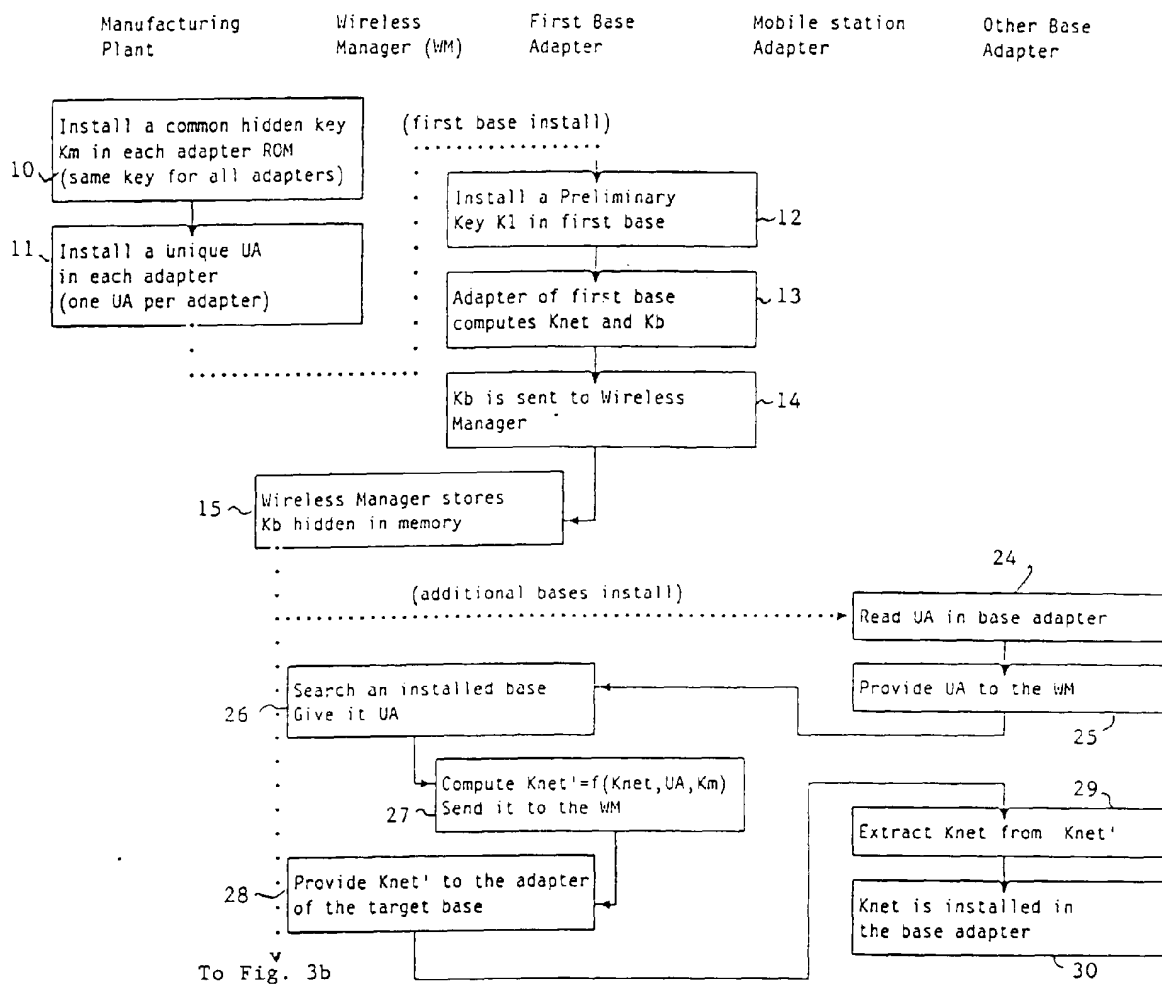 Manufacturing Plant
Wireless Manager (WM)
First Base Adapter
Mobile station Adapter
Other Base Adapter
Install a common hidden key
Km in each adapter ROM
(same key for all adapters)
10
Install a unique UA
in each adapter
(one UA per adapter)
11
(first base install)
Install a Preliminary
Key K1 in first base
12
Adapter of first base
computes Knet and Kb
13
Kb is sent to Wireless
Manager
14
Wireless Manager stores
Kb hidden in memory
15
(additional bases install)
24
Read UA in base adapter
Provide UA to the WM
25
Search an installed base
Give it UA
26
Compute Knet'=f(Knet,UA,Km)
Send it to the WM
27
Provide Knet' to the adapter
of the target base
28
29
Extract Knet from Knet'
Knet is installed in
the base adapter
30
To Fig. 3b